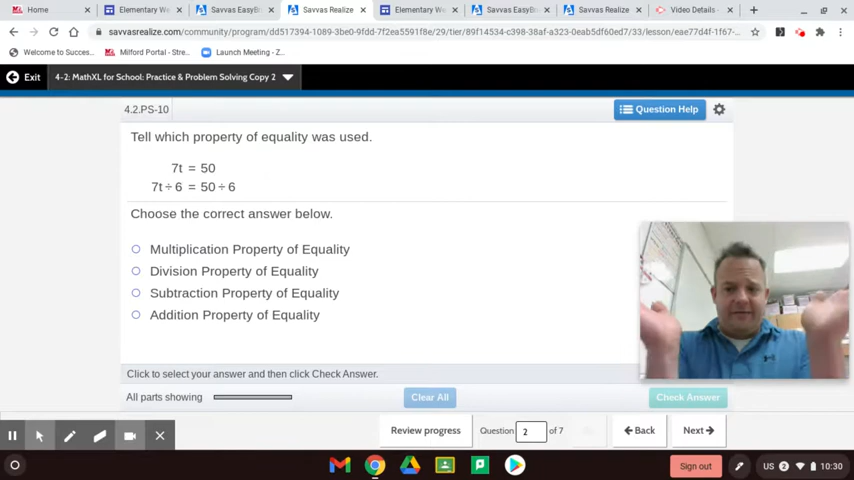 Home
Elementary We
Savvas EasyBr
Savvas Realize
Elementary We
Savvas EasyBr
Savvas Realize
Video Details -
savvasrealize.com/community/program/dd517394-1089-3be0-9fdd-7f2ea5591f8e/29/tier/89f14534-c398-38af-a323-0eab5df60ed7/33/lesson/eae77d4f-1f67-...
Welcome to Succes...
Milford Portal - Stre...
Launch Meeting - Z...
Exit
4-2: MathXL for School: Practice & Problem Solving Copy 2
4.2.PS-10
Question Help
Tell which property of equality was used.
7t = 50
7t ÷ 6 = 50 ÷ 6
Choose the correct answer below.
Multiplication Property of Equality
Division Property of Equality
Subtraction Property of Equality
Addition Property of Equality
Click to select your answer and then click Check Answer.
All parts showing
Clear All
Check Answer
Review progress
Question 2 of 7
Back
Next
Sign out
US 2 10:30